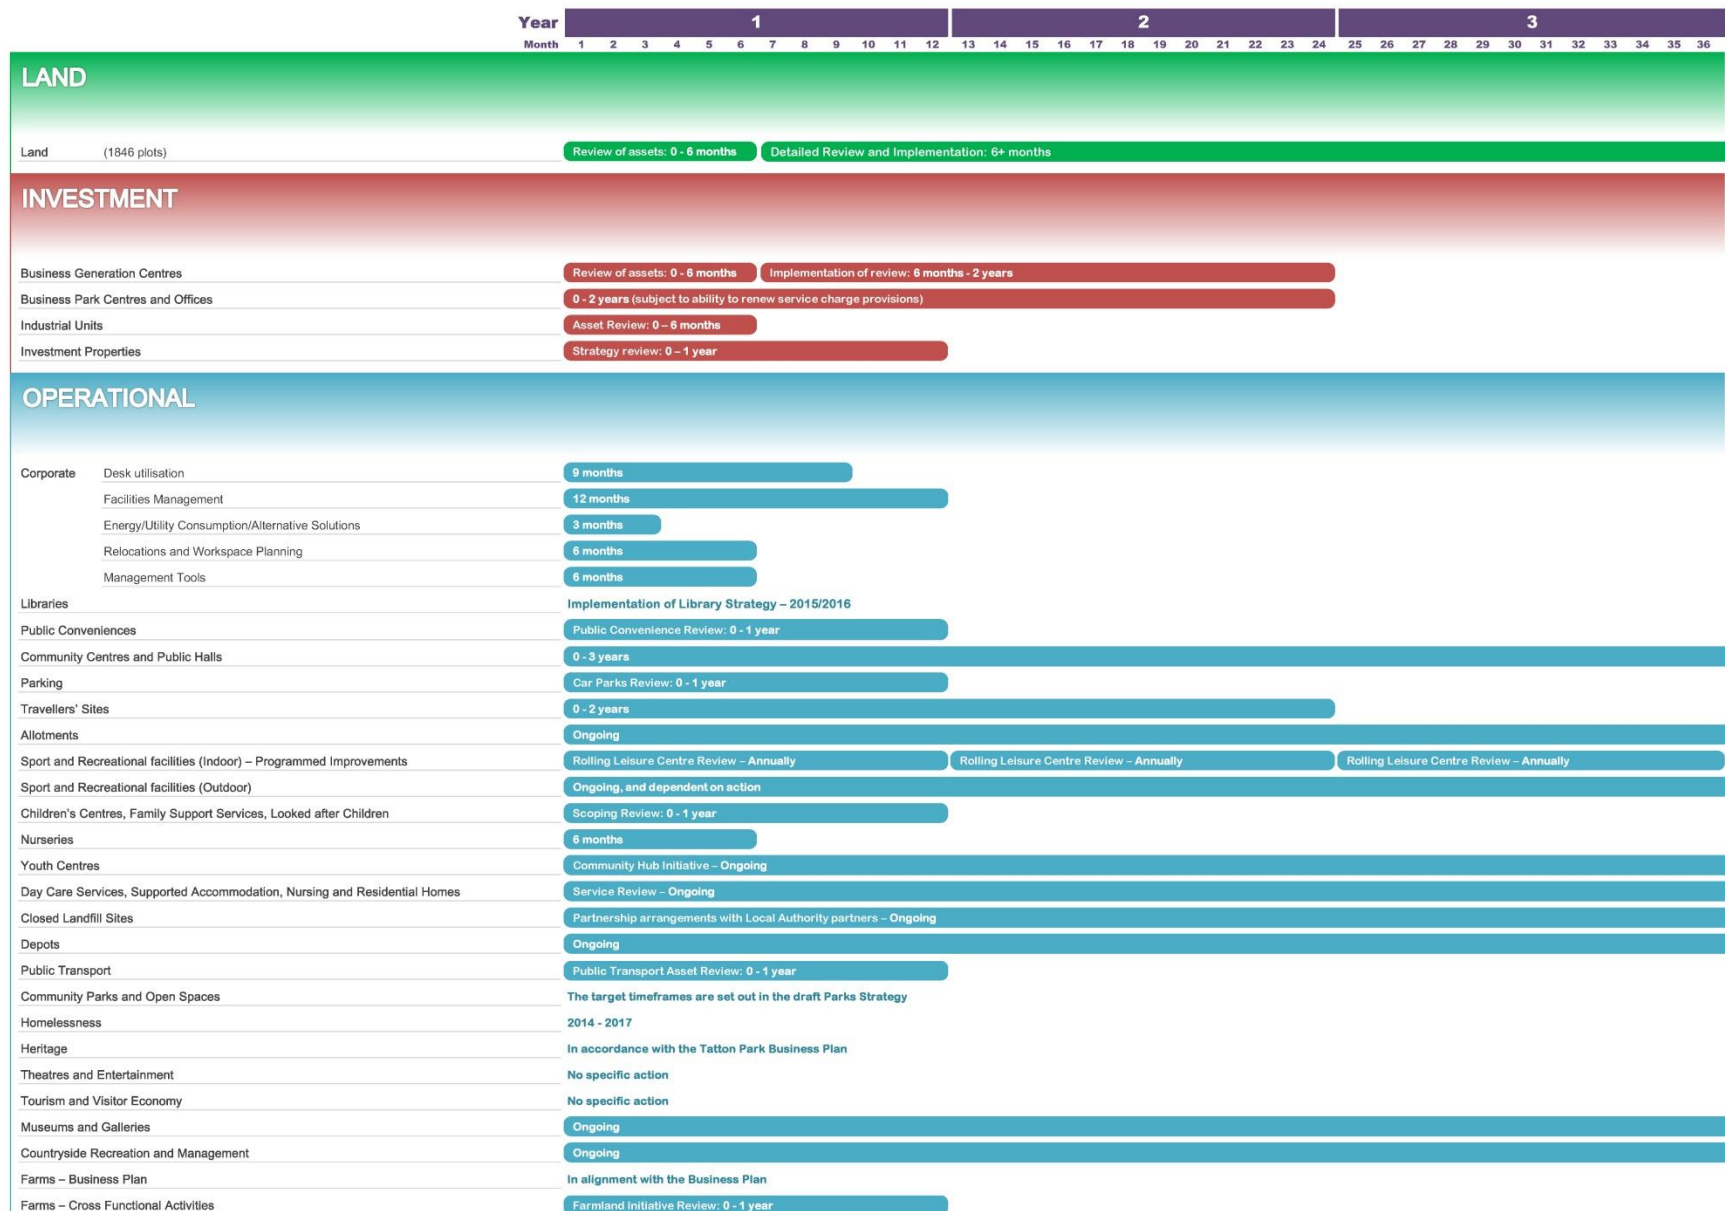 Year 1 2 3
Month 1 2 3 4 5 6 7 8 9 10 11 12 13 14 15 16 17 18 19 20 21 22 23 24 25 26 27 28 29 30 31 32 33 34 35 36
LAND
Land (1846 plots) Review of assets: 0 - 6 months Detailed Review and Implementation: 6+ months
INVESTMENT
Business Generation Centres Review of assets: 0 - 6 months Implementation of review: 6 months - 2 years
Business Park Centres and Offices 0 - 2 years (subject to ability to renew service charge provisions)
Industrial Units Asset Review: 0 – 6 months
Investment Properties Strategy review: 0 – 1 year
OPERATIONAL
Corporate Desk utilisation 9 months
Facilities Management 12 months
Energy/Utility Consumption/Alternative Solutions 3 months
Relocations and Workspace Planning 6 months
Management Tools 6 months
Libraries Implementation of Library Strategy – 2015/2016
Public Conveniences Public Convenience Review: 0 - 1 year
Community Centres and Public Halls 0 - 3 years
Parking Car Parks Review: 0 - 1 year
Travellers' Sites 0 - 2 years
Allotments Ongoing
Sport and Recreational facilities (Indoor) – Programmed Improvements Rolling Leisure Centre Review – Annually Rolling Leisure Centre Review – Annually Rolling Leisure Centre Review – Annually
Sport and Recreational facilities (Outdoor) Ongoing, and dependent on action
Children's Centres, Family Support Services, Looked after Children Scoping Review: 0 - 1 year
Nurseries 6 months
Youth Centres Community Hub Initiative – Ongoing
Day Care Services, Supported Accommodation, Nursing and Residential Homes Service Review – Ongoing
Closed Landfill Sites Partnership arrangements with Local Authority partners – Ongoing
Depots Ongoing
Public Transport Public Transport Asset Review: 0 - 1 year
Community Parks and Open Spaces The target timeframes are set out in the draft Parks Strategy
Homelessness 2014 - 2017
Heritage In accordance with the Tatton Park Business Plan
Theatres and Entertainment No specific action
Tourism and Visitor Economy No specific action
Museums and Galleries Ongoing
Countryside Recreation and Management Ongoing
Farms – Business Plan In alignment with the Business Plan
Farms – Cross Functional Activities Farmland Initiative Review: 0 - 1 year